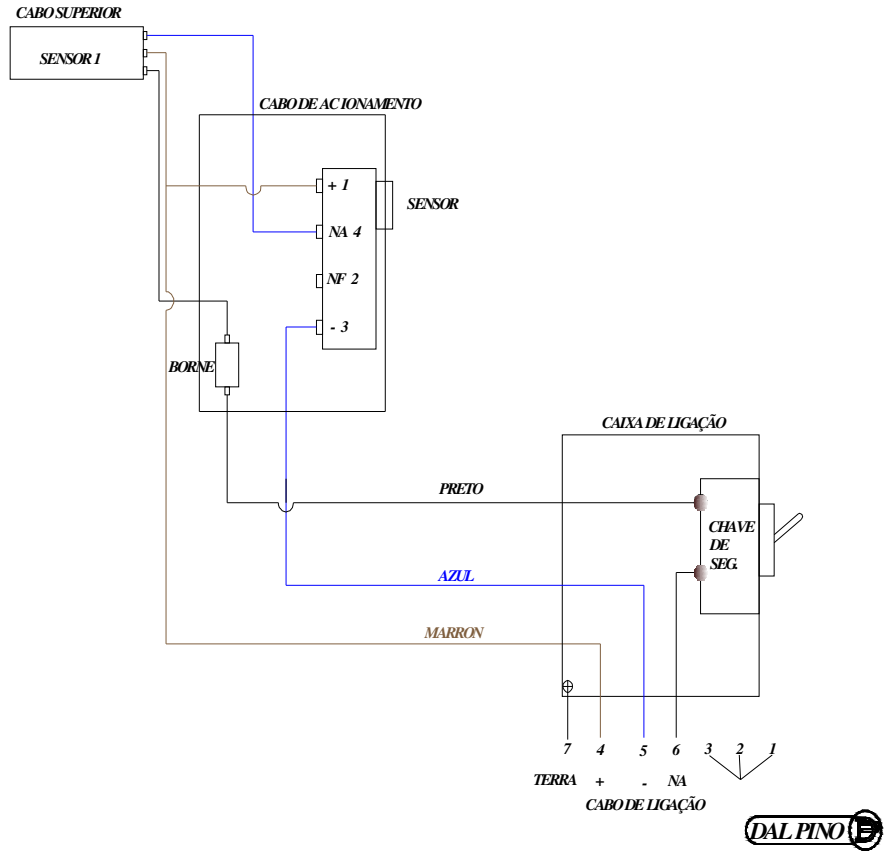 CABO SUPERIOR
SENSOR 1
CABO DE ACIONAMENTO
+ 1
SENSOR
NA 4
NF 2
- 3
BORNE
CAIXA DE LIGAÇÃO
PRETO
CHAVE
DE
SEG.
AZUL
MARRON
7 4 5 6 3 2 1
TERRA + - NA
CABO DE LIGAÇÃO
DAL PINO